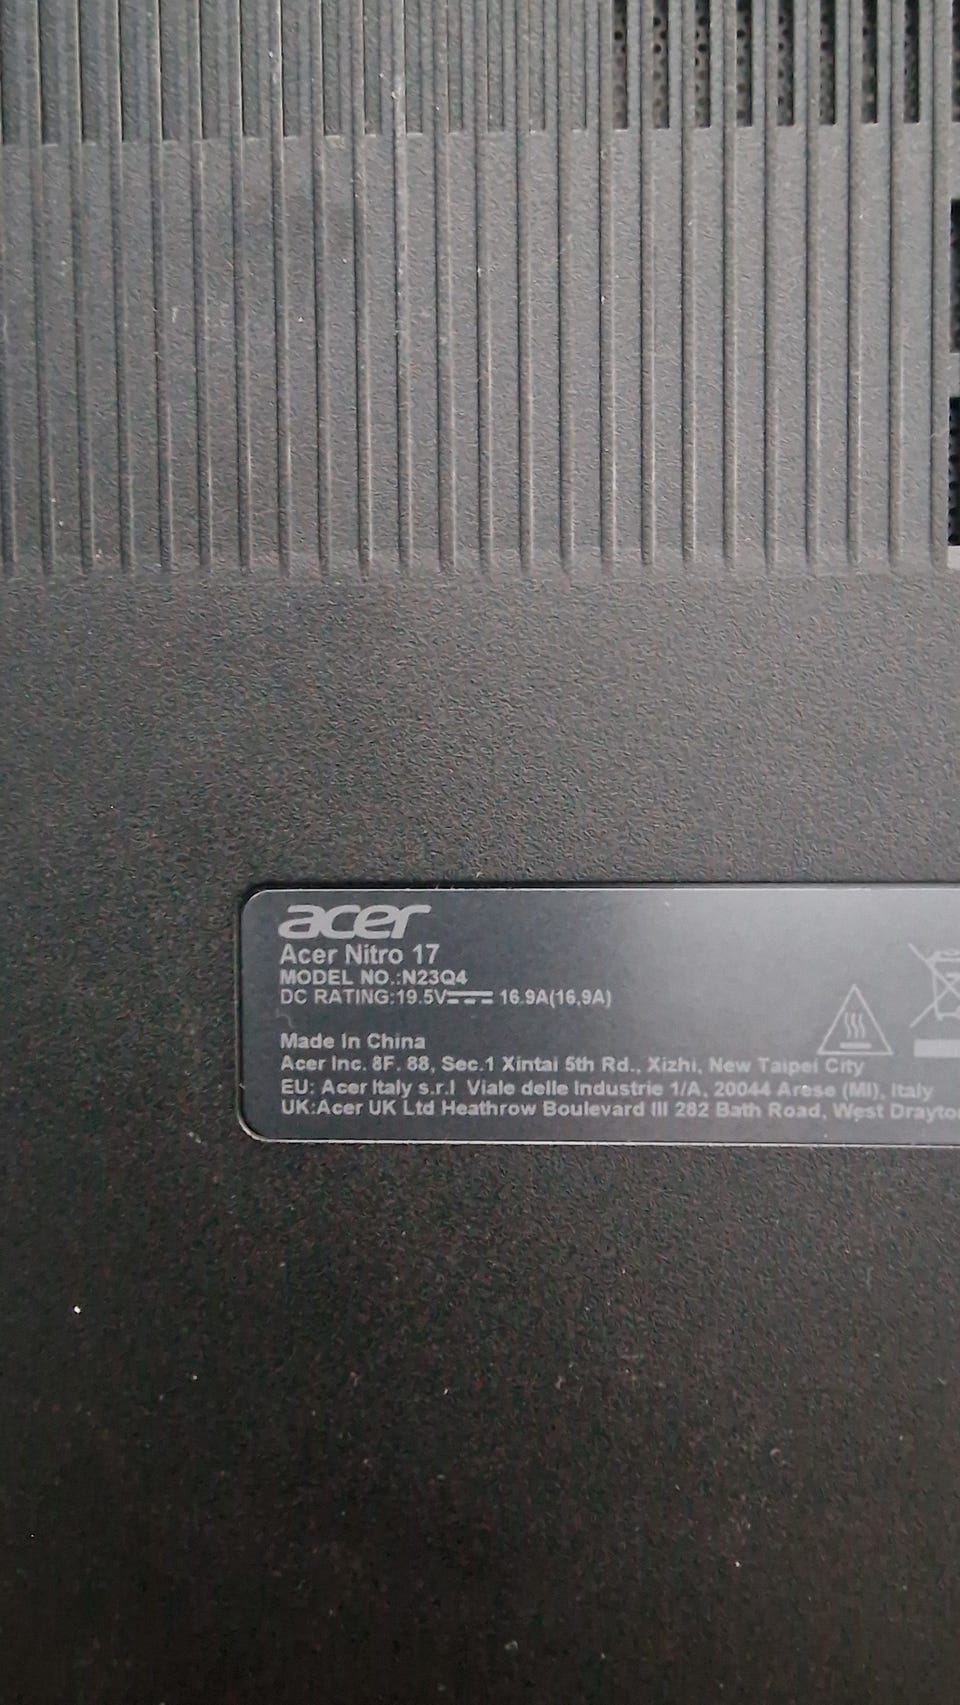 acer
Acer Nitro 17
MODEL NO.:N23Q4
DC RATING:19.5V⎓ 16.9A(16,9A)
Made In China
Acer Inc. 8F. 88, Sec.1 Xintai 5th Rd., Xizhi, New Taipei City
EU: Acer Italy s.r.l Viale delle Industrie 1/A, 20044 Arese (MI), Italy
UK:Acer UK Ltd Heathrow Boulevard III 282 Bath Road, West Drayton